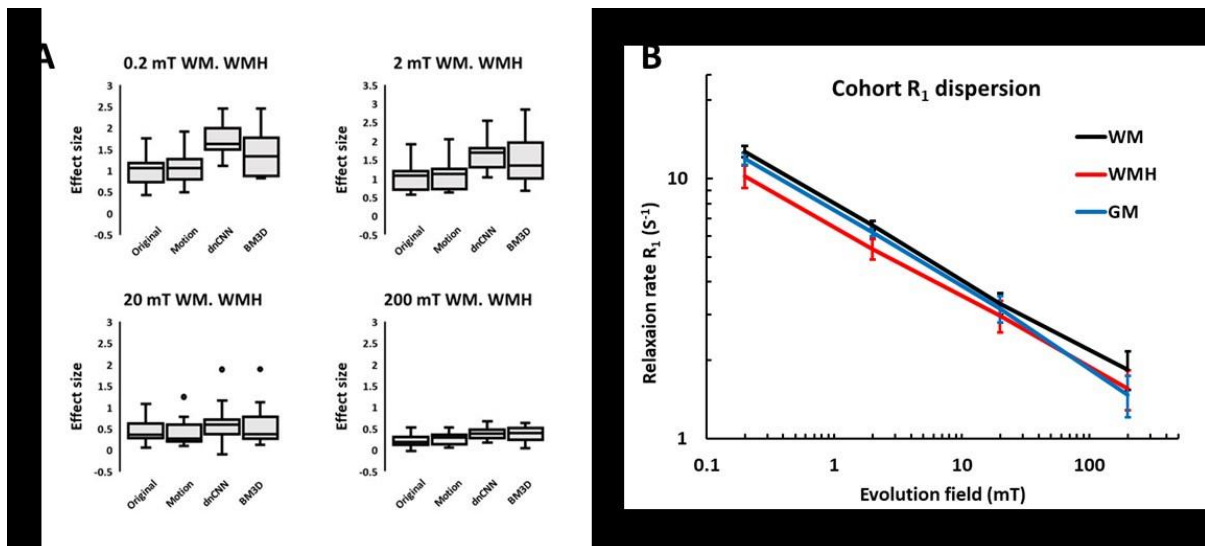 A
0.2 mT WM. WMH
Effect size
3
2.5
2
1.5
1
0.5
0
-0.5
Original
Motion
dnCNN
BM3D
2 mT WM. WMH
Effect size
3.5
3
2.5
2
1.5
1
0.5
0
-0.5
Original
Motion
dnCNN
BM3D
20 mT WM. WMH
Effect size
3
2.5
2
1.5
1
0.5
0
-0.5
Original
Motion
dnCNN
BM3D
200 mT WM. WMH
Effect size
3
2.5
2
1.5
1
0.5
0
-0.5
Original
Motion
dnCNN
BM3D
B
Cohort R₁ dispersion
WM
WMH
GM
Relaxaion rate R₁ (S⁻¹)
10
1
0.1
1
10
100
Evolution field (mT)